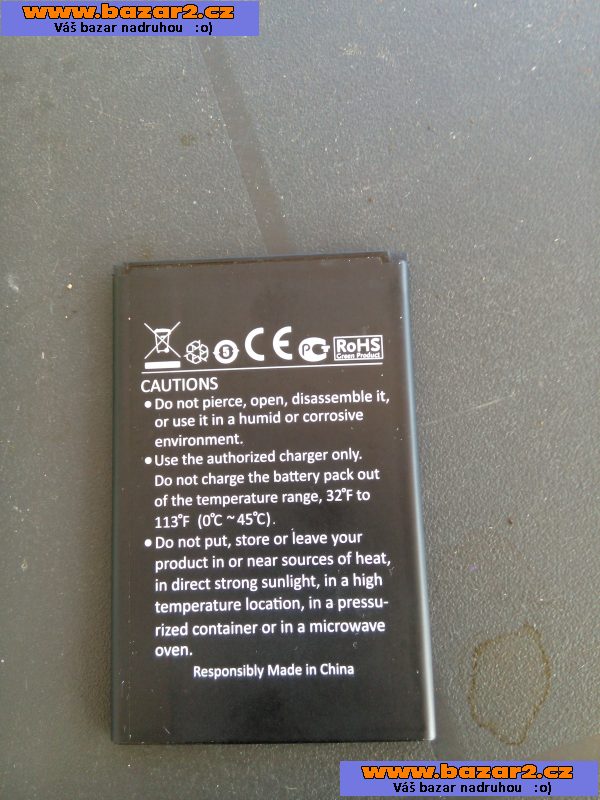 www.bazar2.cz
Váš bazar nadruhou :o)
5
CE
PC
RoHS
Green Product
CAUTIONS
• Do not pierce, open, disassemble it,
or use it in a humid or corrosive
environment.
• Use the authorized charger only.
Do not charge the battery pack out
of the temperature range, 32°F to
113°F (0℃ ~ 45℃).
• Do not put, store or leave your
product in or near sources of heat,
in direct strong sunlight, in a high
temperature location, in a pressu-
rized container or in a microwave
oven.
Responsibly Made in China
www.bazar2.cz
Váš bazar nadruhou :o)